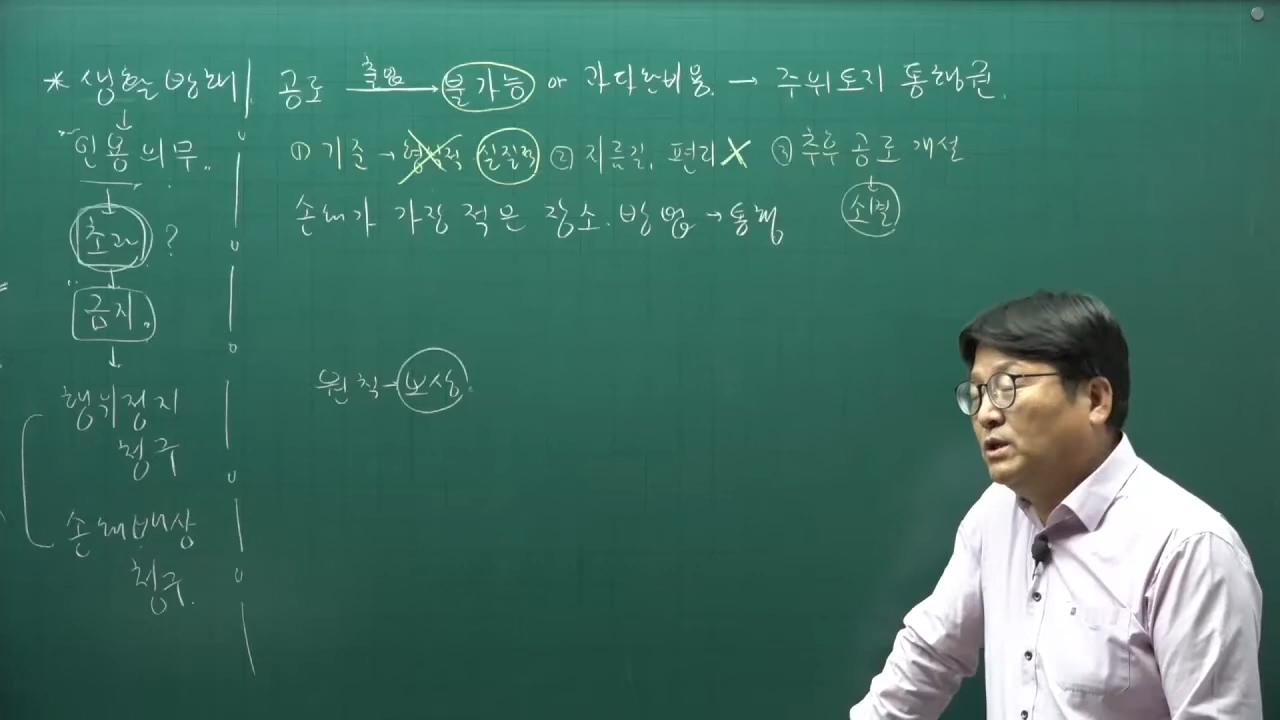 * 생활방해
↓
"인용의무"
↓
초과 ?
↓
"금지"
↓
행위정지
청구
손해배상
청구.
공로 출입 → 불가능 or 과다한 비용. → 주위토지 통행권.
① 기준 → 형식적 실질적 ② 지름길, 편리 X ③ 추후 공로 개설
↓
소멸
손해가 가장 적은 장소. 방법 → 통행
원칙 → 보상.